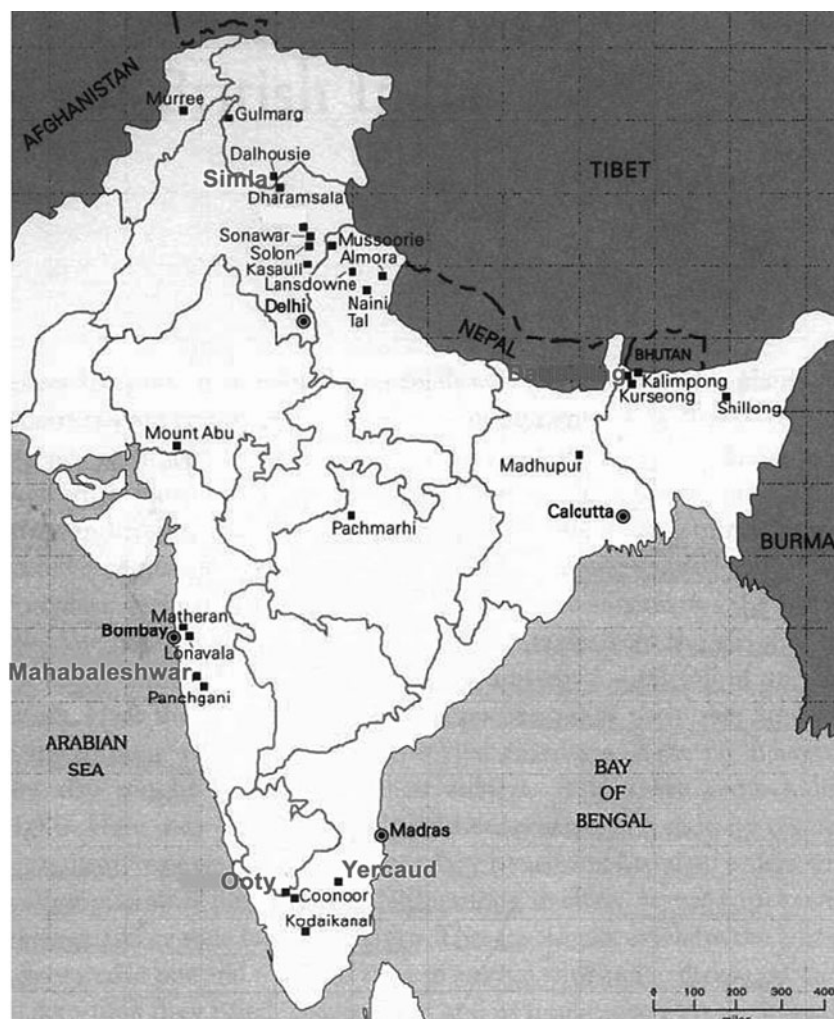 AFGHANISTAN
Murree
Gulmarg
Dalhousie
Simla
Dharamsala
TIBET
Sonawar
Mussoorie
Solon
Almora
Kasauli
Lansdowne
Naini
Tal
Delhi
NEPAL
BHUTAN
Kalimpong
Kurseong
Shillong
Mount Abu
Madhupur
Calcutta
Pachmarhi
BURMA
Matheran
Bombay
Lonavala
Mahabaleshwar
Panchgani
ARABIAN
SEA
BAY
OF
BENGAL
Madras
Yercaud
Ooty
Coonoor
Kodaikanal
0 100 200 300 400
miles